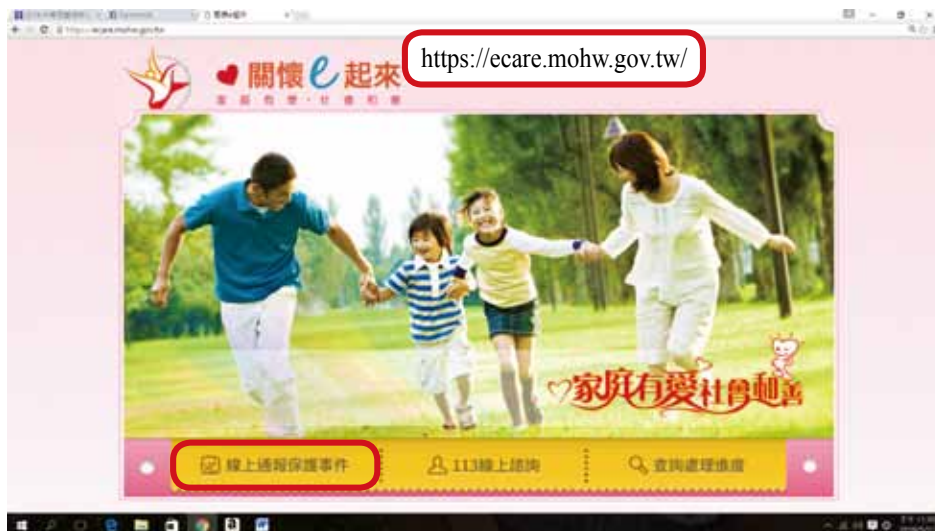 https://ecare.mohw.gov.tw/
關懷e起來
家庭有愛社會和善
線上通報保護事件
113線上諮詢
查詢處理進度